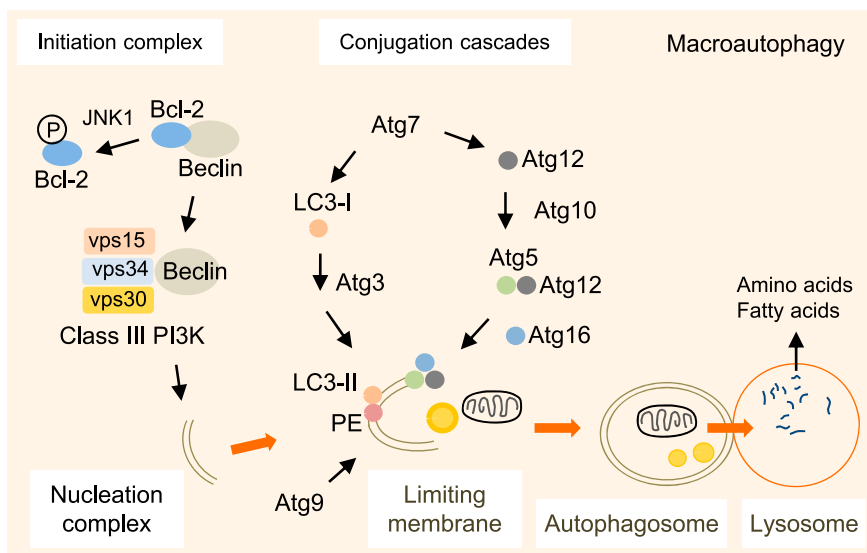 Initiation complex
Conjugation cascades
Macroautophagy
P
JNK1
Bcl-2
Bcl-2
Beclin
Atg7
Atg12
LC3-I
Atg10
vps15
vps34
vps30
Beclin
Class III PI3K
Atg3
Atg5
Atg12
Atg16
Amino acids
Fatty acids
LC3-II
PE
Atg9
Nucleation
complex
Limiting
membrane
Autophagosome
Lysosome